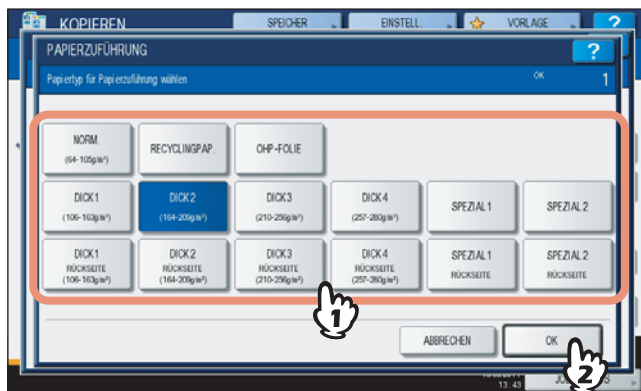 KOPIEREN SPEICHER EINSTELL. VORLAGE ?
PAPIERZUFÜHRUNG ?
Papiertyp für Papierzuführung wählen OK 1
NORM. RECYCLINGPAP. OHP-FOLIE
(64-105g/m²)
DICK1 DICK2 DICK3 DICK4 SPEZIAL1 SPEZIAL2
(106-163g/m²) (164-209g/m²) (210-256g/m²) (257-280g/m²)
DICK1 DICK2 DICK3 DICK4 SPEZIAL1 SPEZIAL2
RÜCKSEITE RÜCKSEITE RÜCKSEITE RÜCKSEITE RÜCKSEITE RÜCKSEITE
(106-163g/m²) (164-209g/m²) (210-256g/m²) (257-280g/m²)
1
ABBRECHEN OK
2
13:43